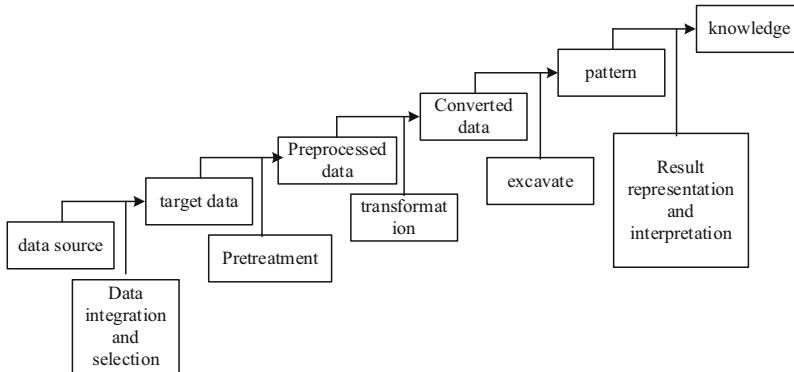 knowledge
pattern
Converted
data
Preprocessed
data
Result
representation
and
interpretation
excavate
target data
transformat
ion
data source
Pretreatment
Data
integration
and
selection